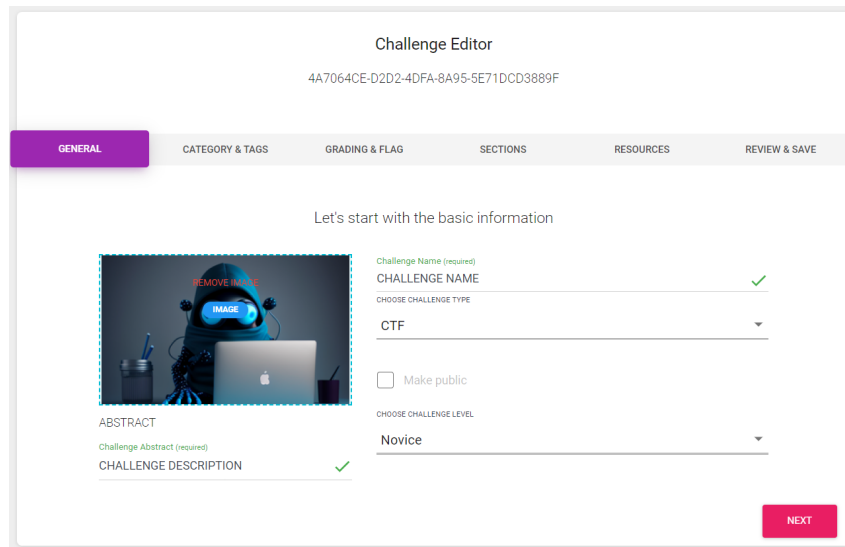 Challenge Editor
4A7064CE-D2D2-4DFA-8A95-5E71DCD3889F
GENERAL CATEGORY & TAGS GRADING & FLAG SECTIONS RESOURCES REVIEW & SAVE
Let's start with the basic information
REMOVE IMAGE
IMAGE
ABSTRACT
Challenge Abstract (required)
CHALLENGE DESCRIPTION
Challenge Name (required)
CHALLENGE NAME
CHOOSE CHALLENGE TYPE
CTF
Make public
CHOOSE CHALLENGE LEVEL
Novice
NEXT